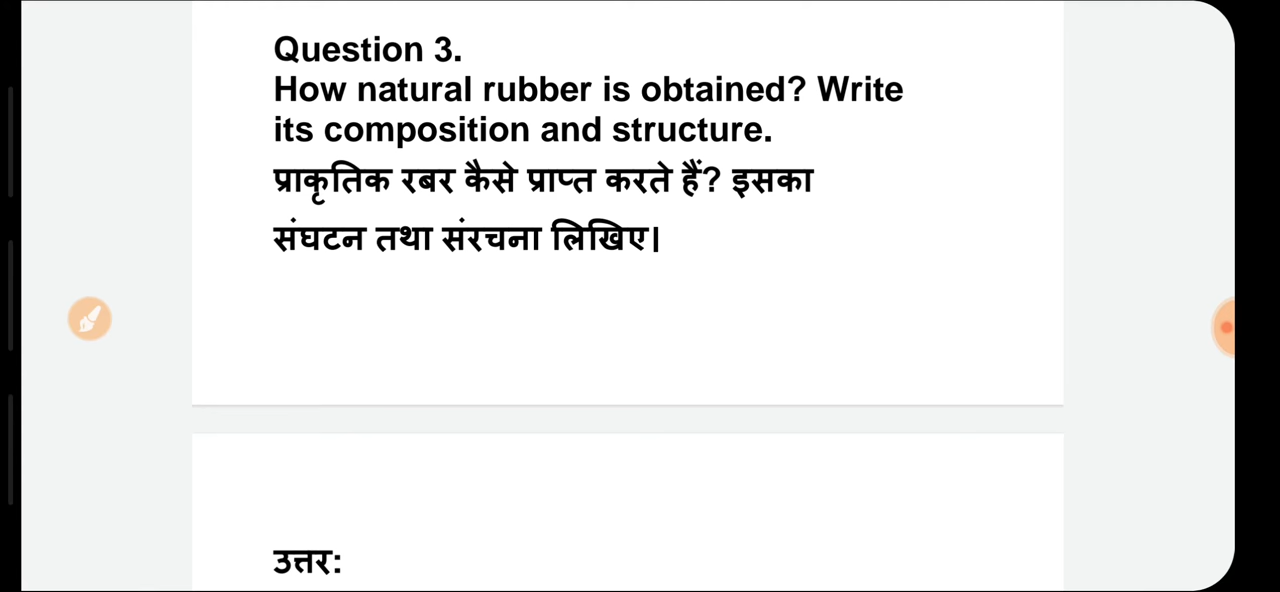 Question 3.
How natural rubber is obtained? Write
its composition and structure.
प्राकृतिक रबर कैसे प्राप्त करते हैं? इसका
संघटन तथा संरचना लिखिए।
उत्तर: